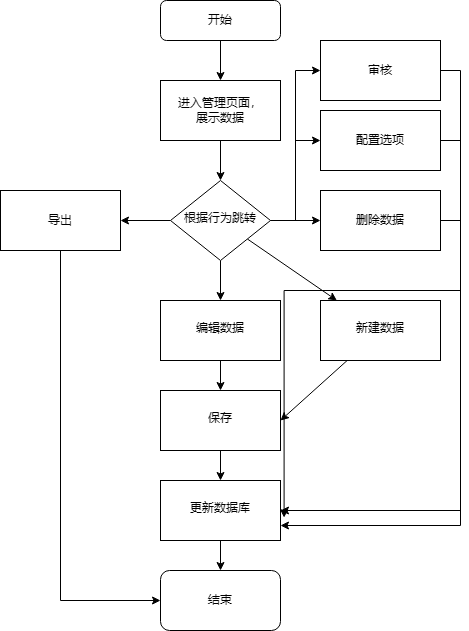 开始
进入管理页面，
展示数据
审核
配置选项
导出
根据行为跳转
删除数据
编辑数据
新建数据
保存
更新数据库
结束